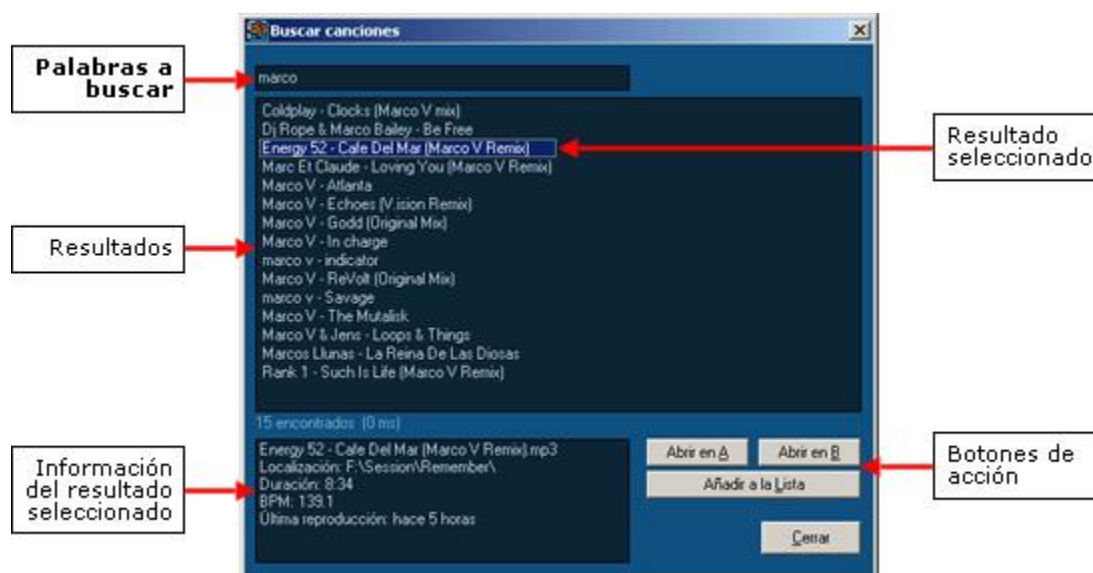 Buscar canciones
Palabras a
buscar
marco
Coldplay - Clocks (Marco V mix)
Dj Rope & Marco Bailey - Be Free
Energy 52 - Cafe Del Mar (Marco V Remix)
Marc Et Claude - Loving You (Marco V Remix)
Marco V - Atlanta
Marco V - Echoes (V.ision Remix)
Marco V - Godd (Original Mix)
Marco V - In charge
marco v - indicator
Marco V - ReVolt (Original Mix)
marco v - Savage
Marco V - The Mutalisk
Marco V & Jens - Loops & Things
Marcos Llunas - La Reina De Las Diosas
Rank 1 - Such Is Life (Marco V Remix)
Resultado
seleccionado
Resultados
15 encontrados (0 ms)
Energy 52 - Cafe Del Mar (Marco V Remix).mp3
Localización: F:\Session\Remember\
Duración: 8:34
BPM: 139.1
Última reproducción: hace 5 horas
Información
del resultado
seleccionado
Abrir en A
Abrir en B
Añadir a la Lista
Cerrar
Botones de
acción